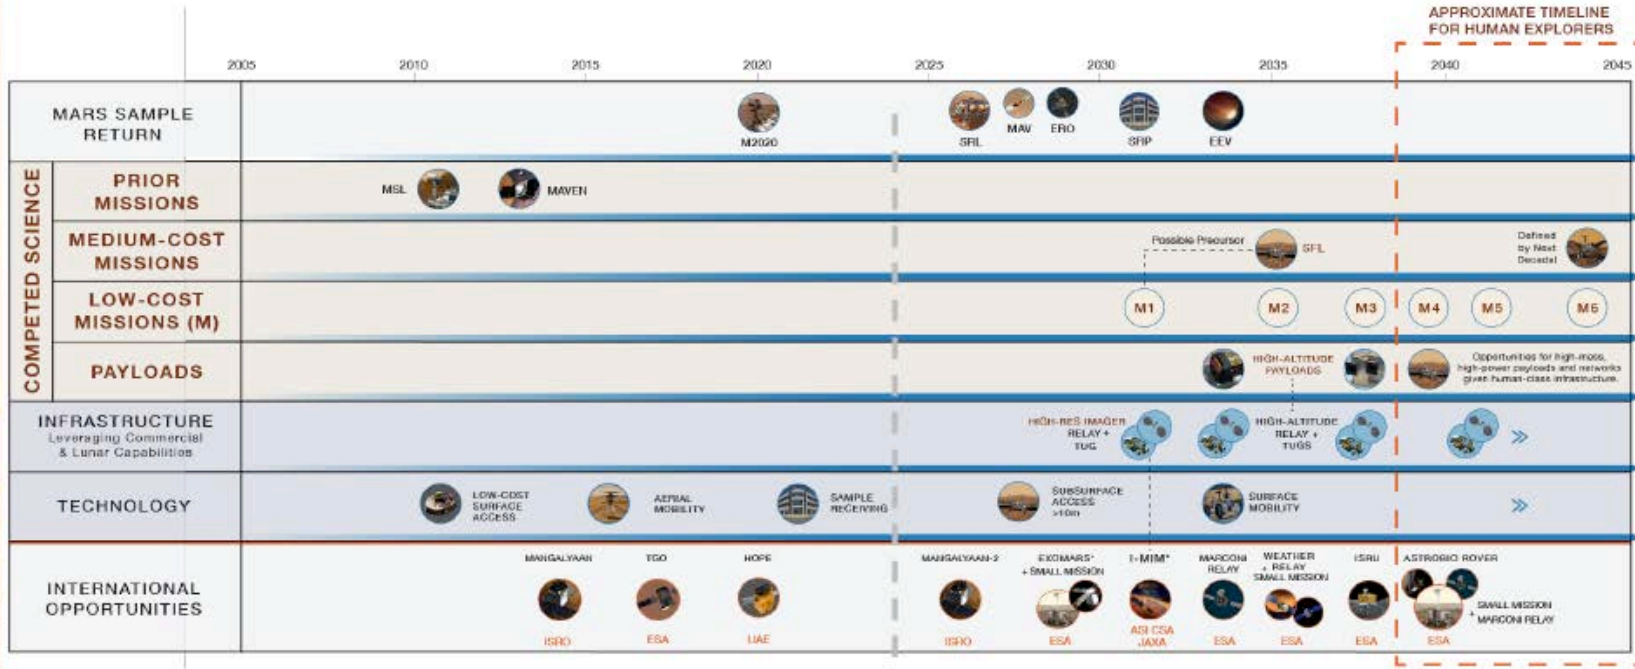 APPROXIMATE TIMELINE
FOR HUMAN EXPLORERS
2005 2010 2015 2020 2025 2030 2035 2040 2045
MARS SAMPLE
RETURN
M2020
SRL
MAV
ERO
SRP
EEV
COMPETED SCIENCE
PRIOR
MISSIONS
MSL
MAVEN
MEDIUM-COST
MISSIONS
Possible Precursor
SFL
Defined
by Next
Decadal
LOW-COST
MISSIONS (M)
M1 M2 M3 M4 M5 M6
PAYLOADS
HIGH-ALTITUDE
PAYLOADS
Opportunities for high-mass,
high-power payloads and networks
given human-class infrastructure.
INFRASTRUCTURE
Leveraging Commercial
& Lunar Capabilities
HIGH-RES IMAGER
RELAY +
TUG
HIGH-ALTITUDE
RELAY +
TUGS
TECHNOLOGY
LOW-COST
SURFACE
ACCESS
AERIAL
MOBILITY
SAMPLE
RECEIVING
SUBSURFACE
ACCESS
>10m
SURFACE
MOBILITY
INTERNATIONAL
OPPORTUNITIES
MANGALYAAN
ISRO
TGO
ESA
HOPE
UAE
MANGALYAAN-2
ISRO
EXOMARS*
+ SMALL MISSION
ESA
I-MIM*
ASI CSA
JAXA
MARCONI
RELAY
ESA
WEATHER
+ RELAY
SMALL MISSION
ESA
ISRU
ESA
ASTROBIO ROVER
SMALL MISSION
+ MARCONI RELAY
ESA